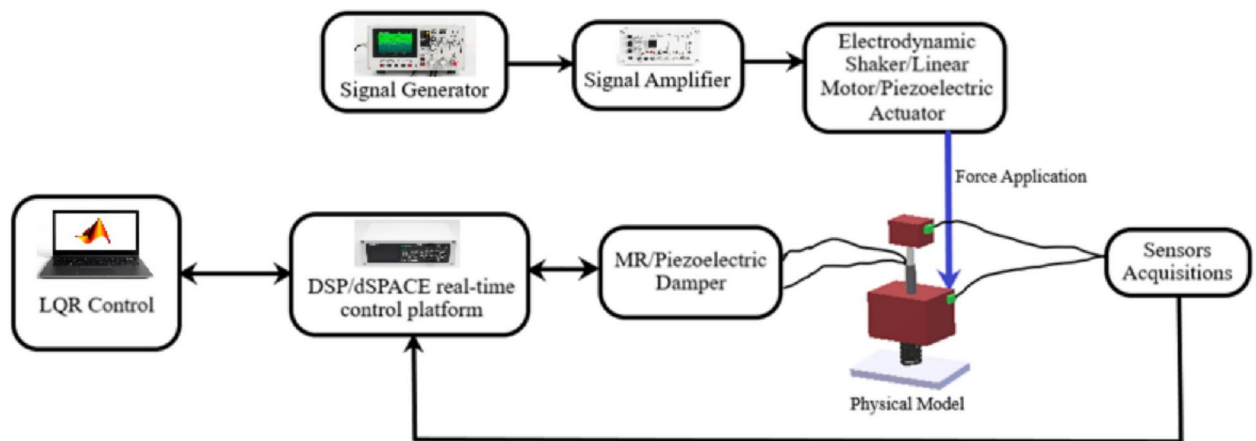 Signal Generator
Signal Amplifier
Electrodynamic
Shaker/Linear
Motor/Piezoelectric
Actuator
Force Application
LQR Control
DSP/dSPACE real-time
control platform
MR/Piezoelectric
Damper
Sensors
Acquisitions
Physical Model